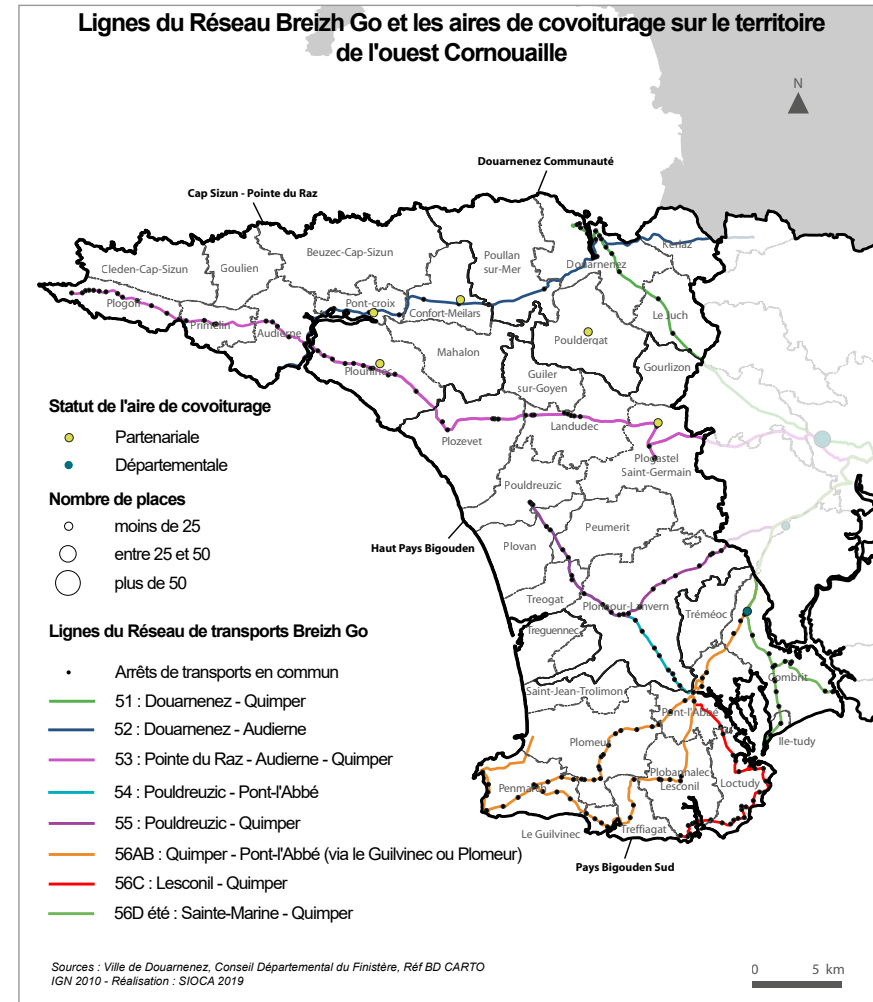 Lignes du Réseau Breizh Go et les aires de covoiturage sur le territoire
de l'ouest Cornouaille
N
Douarnenez Communauté
Cap Sizun - Pointe du Raz
Kerlaz
Beuzec-Cap-Sizun
Poullan
sur-Mer
Cleden-Cap-Sizun
Goulien
Douarnenez
Plogoff
Pont-croix
Confort-Meilars
Le Juch
Primelin
Audierne
Pouldergat
Mahalon
Plouhinec
Gourlizon
Guiler
sur-Goyen
Landudec
Plozevet
Plogastel
Saint-Germain
Pouldreuzic
Peumerit
Haut Pays Bigouden
Plovan
Treogat
Plonéour-Lanvern
Tréméoc
Treguennec
Combrit
Saint-Jean-Trolimon
Pont-l'Abbé
Plomeur
Ile-tudy
Plobannalec
Lesconil
Loctudy
Penmarch
Le Guilvinec
Treffiagat
Pays Bigouden Sud
Statut de l'aire de covoiturage
Partenariale
Départementale
Nombre de places
moins de 25
entre 25 et 50
plus de 50
Lignes du Réseau de transports Breizh Go
Arrêts de transports en commun
51 : Douarnenez - Quimper
52 : Douarnenez - Audierne
53 : Pointe du Raz - Audierne - Quimper
54 : Pouldreuzic - Pont-l'Abbé
55 : Pouldreuzic - Quimper
56AB : Quimper - Pont-l'Abbé (via le Guilvinec ou Plomeur)
56C : Lesconil - Quimper
56D été : Sainte-Marine - Quimper
Sources : Ville de Douarnenez, Conseil Départemental du Finistère, Réf BD CARTO
IGN 2010 - Réalisation : SIOCA 2019
0 5 km